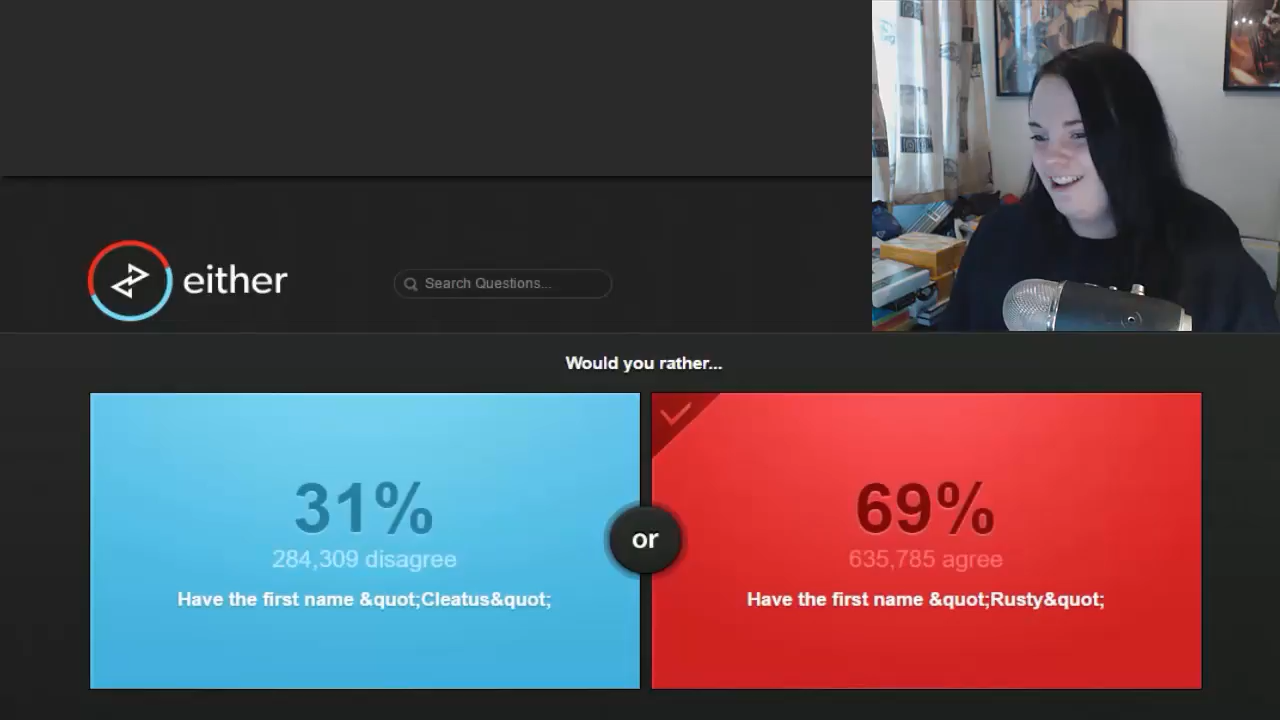 either
Search Questions...
Would you rather...
31%
284,309 disagree
Have the first name &quot;Cleatus&quot;
or
69%
635,785 agree
Have the first name &quot;Rusty&quot;